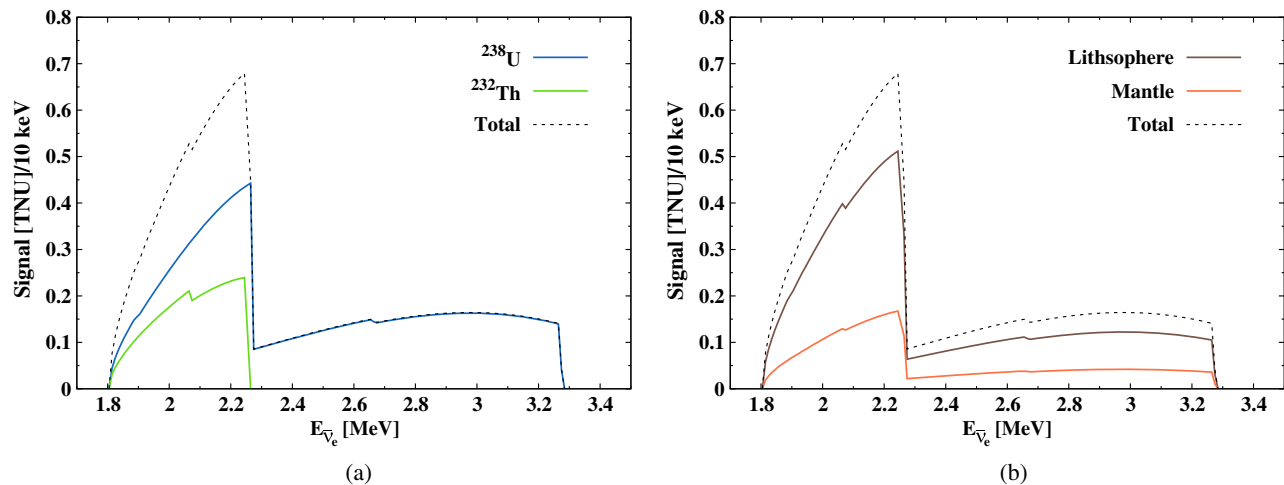 0.8
0.7
0.6
0.5
0.4
0.3
0.2
0.1
0
Signal [TNU]/10 keV
²³⁸U
²³²Th
Total
1.8 2 2.2 2.4 2.6 2.8 3 3.2 3.4
E_ν̅ₑ [MeV]
(a)
0.8
0.7
0.6
0.5
0.4
0.3
0.2
0.1
0
Signal [TNU]/10 keV
Lithsophere
Mantle
Total
1.8 2 2.2 2.4 2.6 2.8 3 3.2 3.4
E_ν̅ₑ [MeV]
(b)